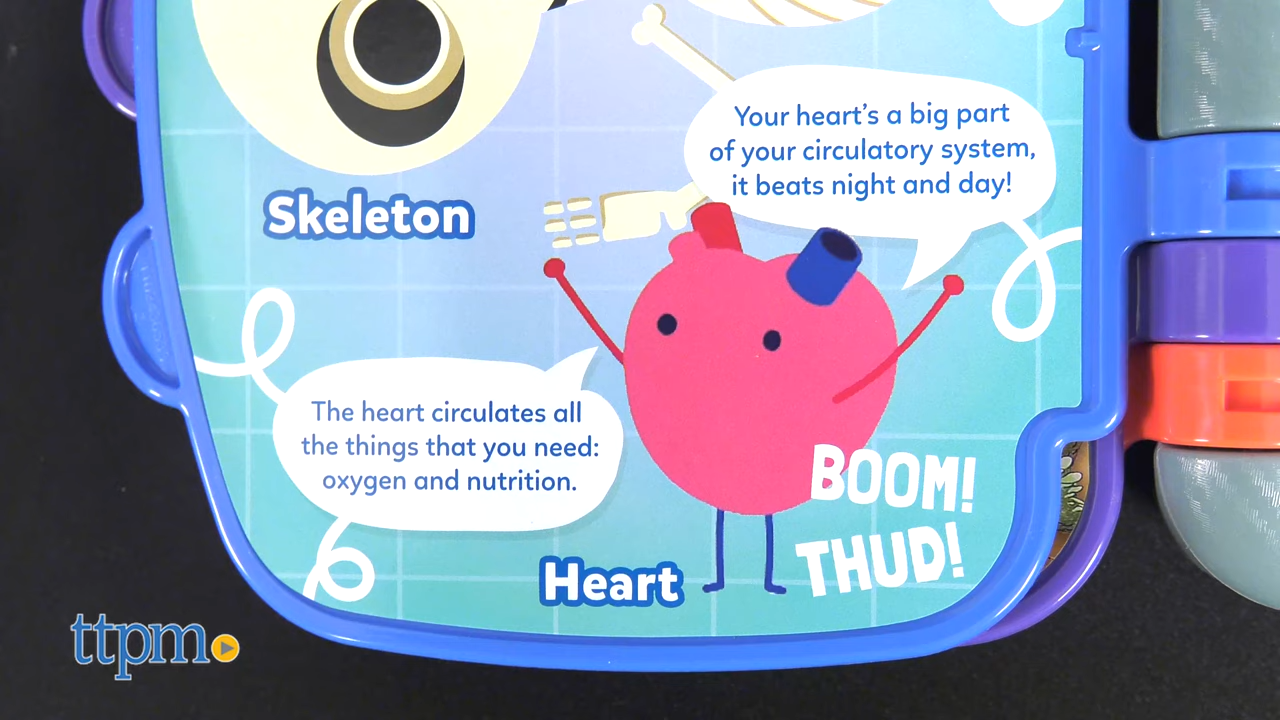 Your heart's a big part
of your circulatory system,
it beats night and day!
Skeleton
The heart circulates all
the things that you need:
oxygen and nutrition.
BOOM!
THUD!
Heart
ttpm